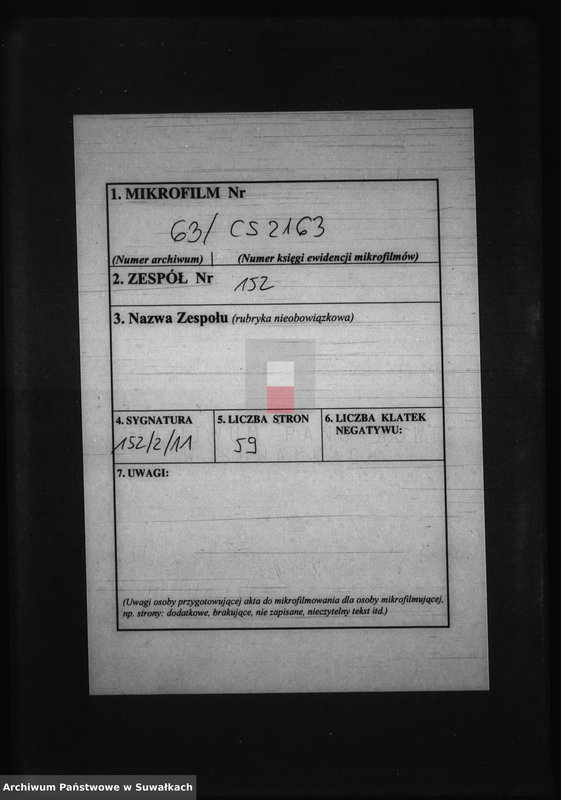 1. MIKROFILM Nr
63/ CS 2163
(Numer archiwum) (Numer księgi ewidencji mikrofilmów)
2. ZESPÓŁ Nr 152
3. Nazwa Zespołu (rubryka nieobowiązkowa)
4. SYGNATURA
152/2/11
5. LICZBA STRON
59
6. LICZBA KLATEK
NEGATYWU:
7. UWAGI:
(Uwagi osoby przygotowującej akta do mikrofilmowania dla osoby mikrofilmującej,
np. strony: dodatkowe, brakujące, nie zapisane, nieczytelny tekst itd.)
Archiwum Państwowe w Suwałkach